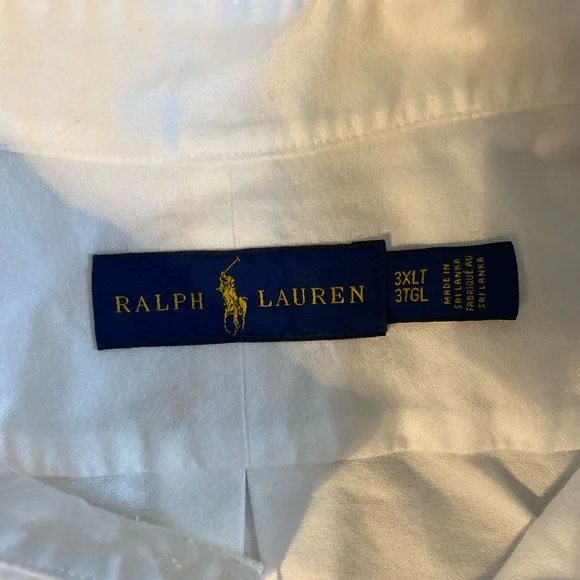 RALPH LAUREN
3XLT
3TGL
MADE IN
SRI LANKA
FABRIQUÉ AU
SRI LANKA